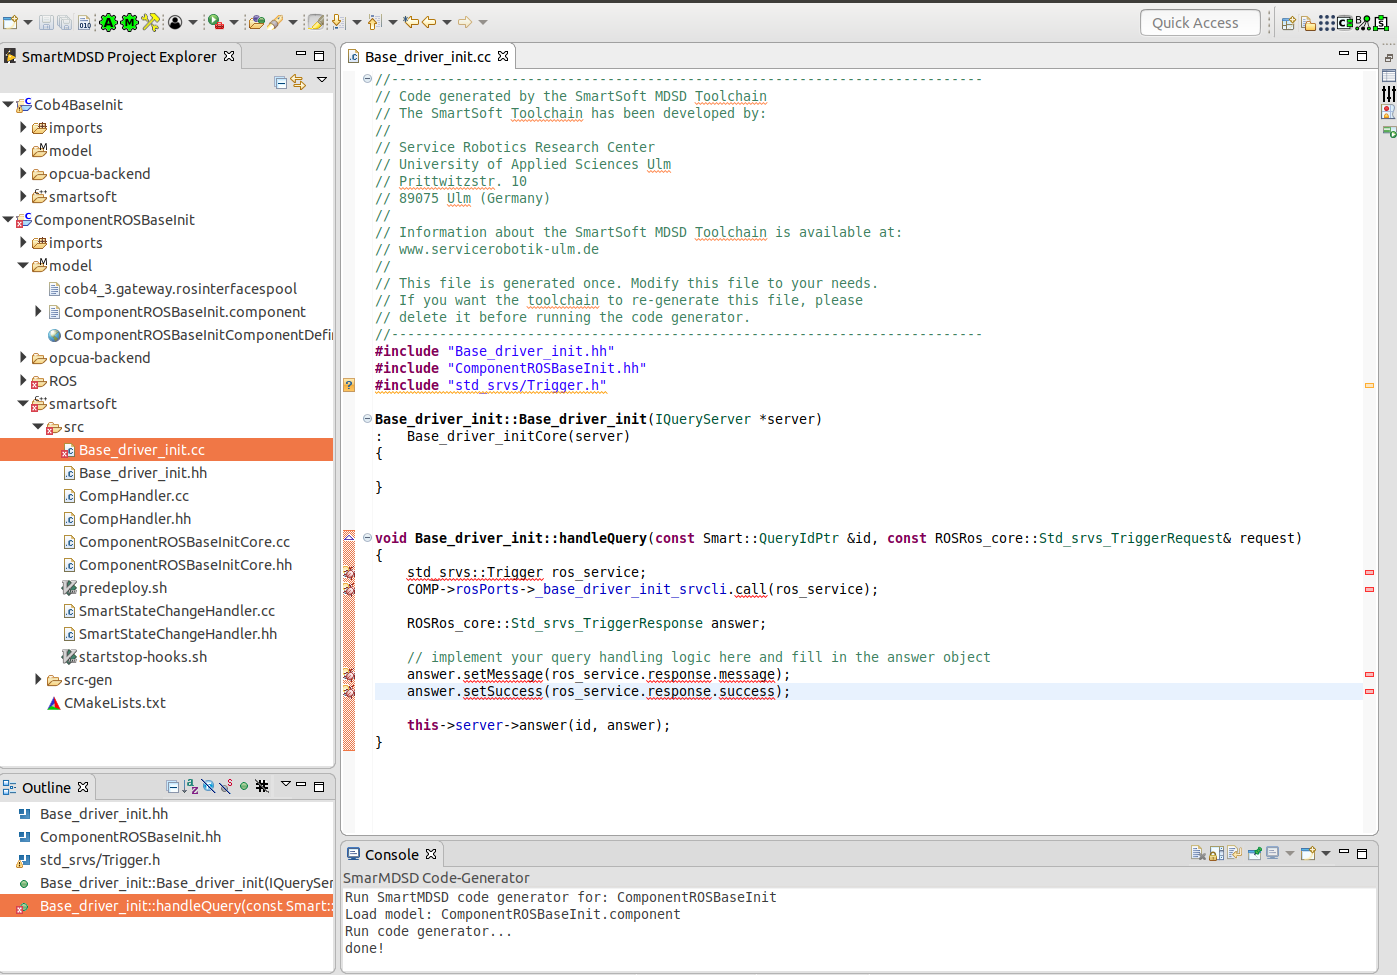 Quick Access
SmartMDSD Project Explorer
Cob4BaseInit
imports
model
opcua-backend
smartsoft
ComponentROSBaseInit
imports
model
cob4_3.gateway.rosinterfacespool
ComponentROSBaseInit.component
ComponentROSBaseInitComponentDefi
opcua-backend
ROS
smartsoft
src
Base_driver_init.cc
Base_driver_init.hh
CompHandler.cc
CompHandler.hh
ComponentROSBaseInitCore.cc
ComponentROSBaseInitCore.hh
predeploy.sh
SmartStateChangeHandler.cc
SmartStateChangeHandler.hh
startstop-hooks.sh
src-gen
CMakeLists.txt
Outline
Base_driver_init.hh
ComponentROSBaseInit.hh
std_srvs/Trigger.h
Base_driver_init::Base_driver_init(IQuerySer
Base_driver_init::handleQuery(const Smart::
Base_driver_init.cc
//--------------------------------------------------------------------------
// Code generated by the SmartSoft MDSD Toolchain
// The SmartSoft Toolchain has been developed by:
//
// Service Robotics Research Center
// University of Applied Sciences Ulm
// Prittwitzstr. 10
// 89075 Ulm (Germany)
//
// Information about the SmartSoft MDSD Toolchain is available at:
// www.servicerobotik-ulm.de
//
// This file is generated once. Modify this file to your needs.
// If you want the toolchain to re-generate this file, please
// delete it before running the code generator.
//--------------------------------------------------------------------------
#include "Base_driver_init.hh"
#include "ComponentROSBaseInit.hh"
#include "std_srvs/Trigger.h"
Base_driver_init::Base_driver_init(IQueryServer *server)
:   Base_driver_initCore(server)
{
}
void Base_driver_init::handleQuery(const Smart::QueryIdPtr &id, const ROSRos_core::Std_srvs_TriggerRequest& request)
{
std_srvs::Trigger ros_service;
COMP->rosPorts->_base_driver_init_srvcli.call(ros_service);
ROSRos_core::Std_srvs_TriggerResponse answer;
// implement your query handling logic here and fill in the answer object
answer.setMessage(ros_service.response.message);
answer.setSuccess(ros_service.response.success);
this->server->answer(id, answer);
}
Console
SmarMDSD Code-Generator
Run SmartMDSD code generator for: ComponentROSBaseInit
Load model: ComponentROSBaseInit.component
Run code generator...
done!